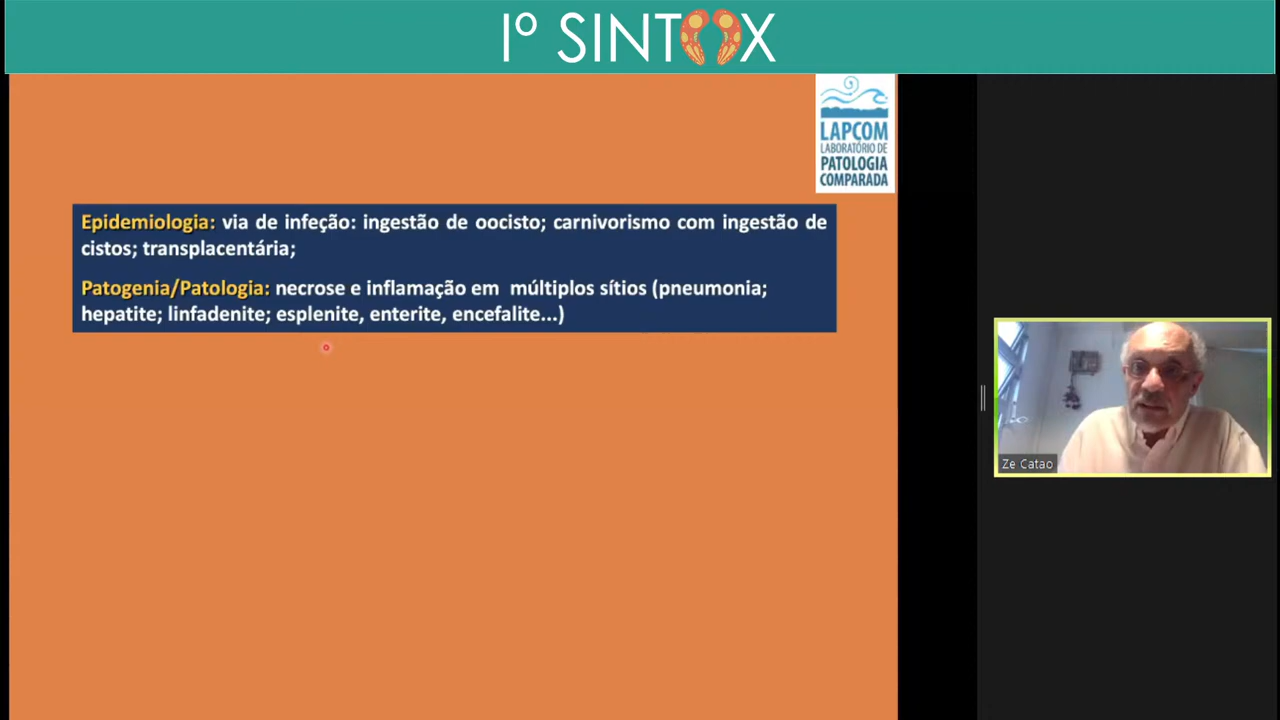 Iº SINTOX
LAPCOM
LABORATÓRIO DE
PATOLOGIA
COMPARADA
Epidemiologia: via de infeção: ingestão de oocisto; carnivorismo com ingestão de
cistos; transplacentária;
Patogenia/Patologia: necrose e inflamação em múltiplos sítios (pneumonia;
hepatite; linfadenite; esplenite, enterite, encefalite...)
Ze Catao